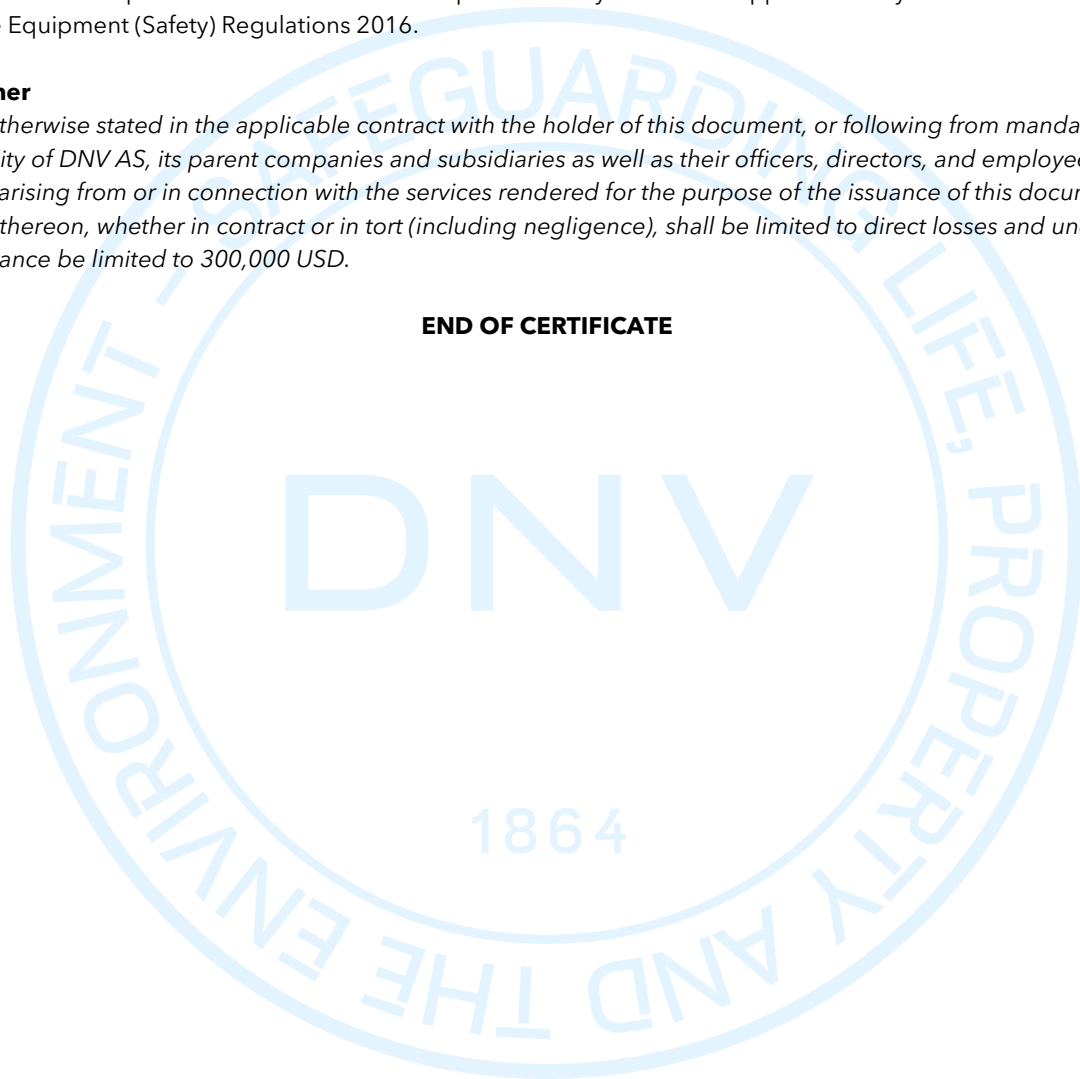 Equipment (Safety) Regulations 2016.
therwise stated in the applicable contract with the holder of this document, or following from manda
ity of DNV AS, its parent companies and subsidiaries as well as their officers, directors, and employee
arising from or in connection with the services rendered for the purpose of the issuance of this docu
thereon, whether in contract or in tort (including negligence), shall be limited to direct losses and un
ance be limited to 300,000 USD.
END OF CERTIFICATE
SAFEGUARDING LIFE, PROPERTY AND THE ENVIRONMENT –
DNV
1864